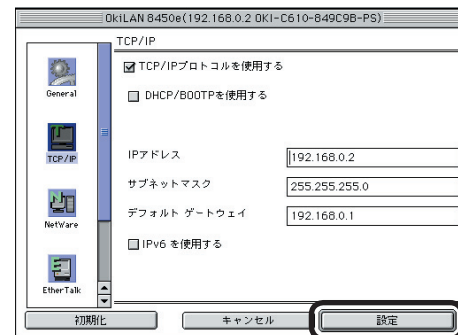 OkiLAN 8450e(192.168.0.2 OKI-C610-849C9B-PS)
TCP/IP
TCP/IPプロトコルを使用する
General
DHCP/BOOTPを使用する
TCP/IP
IPアドレス
192.168.0.2
サブネットマスク
255.255.255.0
デフォルト ゲートウェイ
192.168.0.1
NetWare
IPv6 を使用する
EtherTalk
初期化
キャンセル
設定